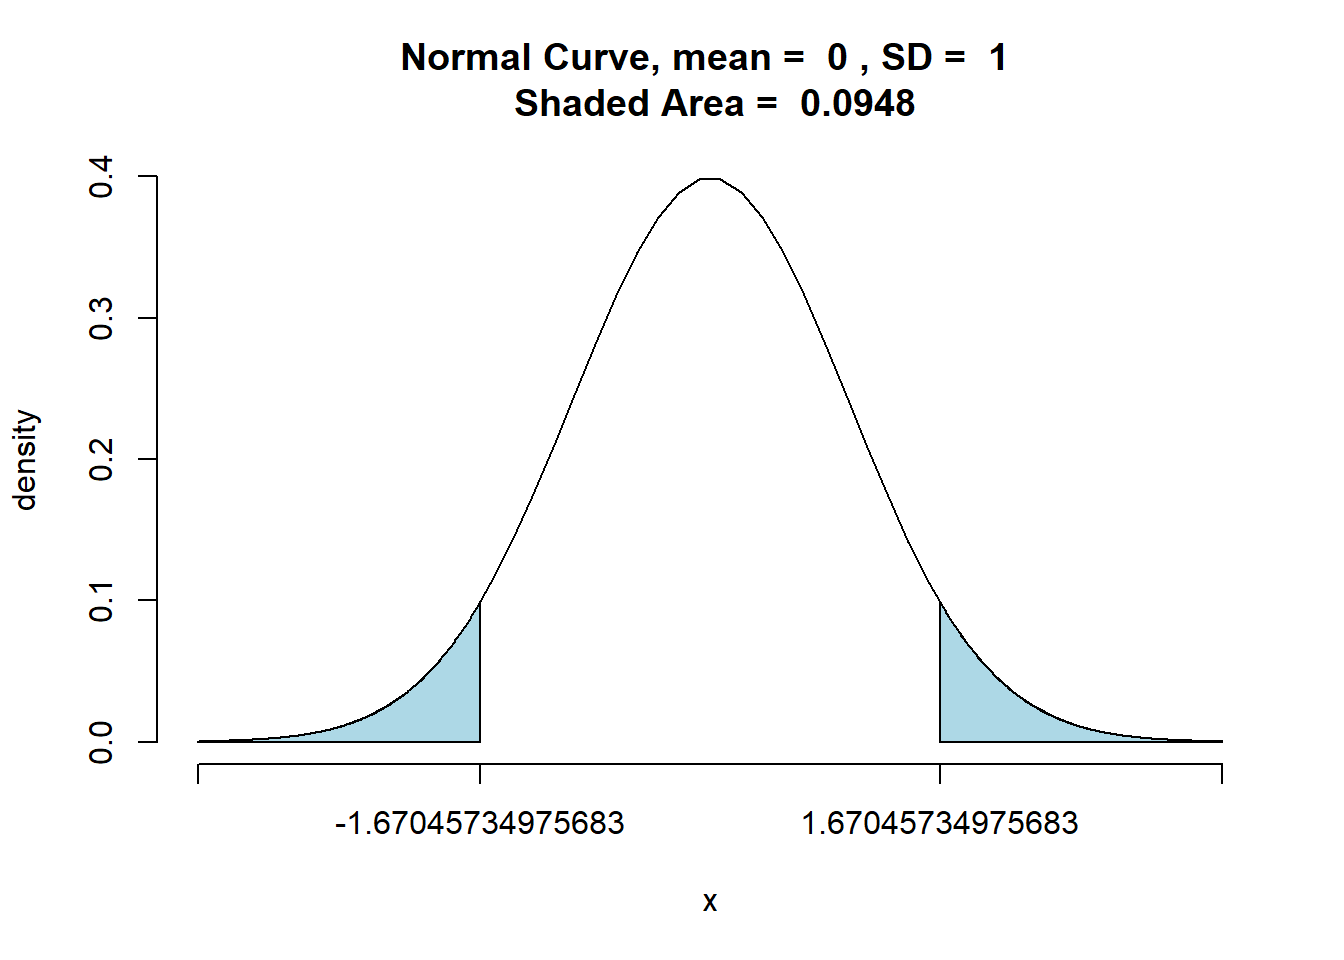 Normal Curve, mean =  0 , SD =  1
Shaded Area =  0.0948
0.4
0.3
0.2
0.1
0.0
density
-1.67045734975683
1.67045734975683
x